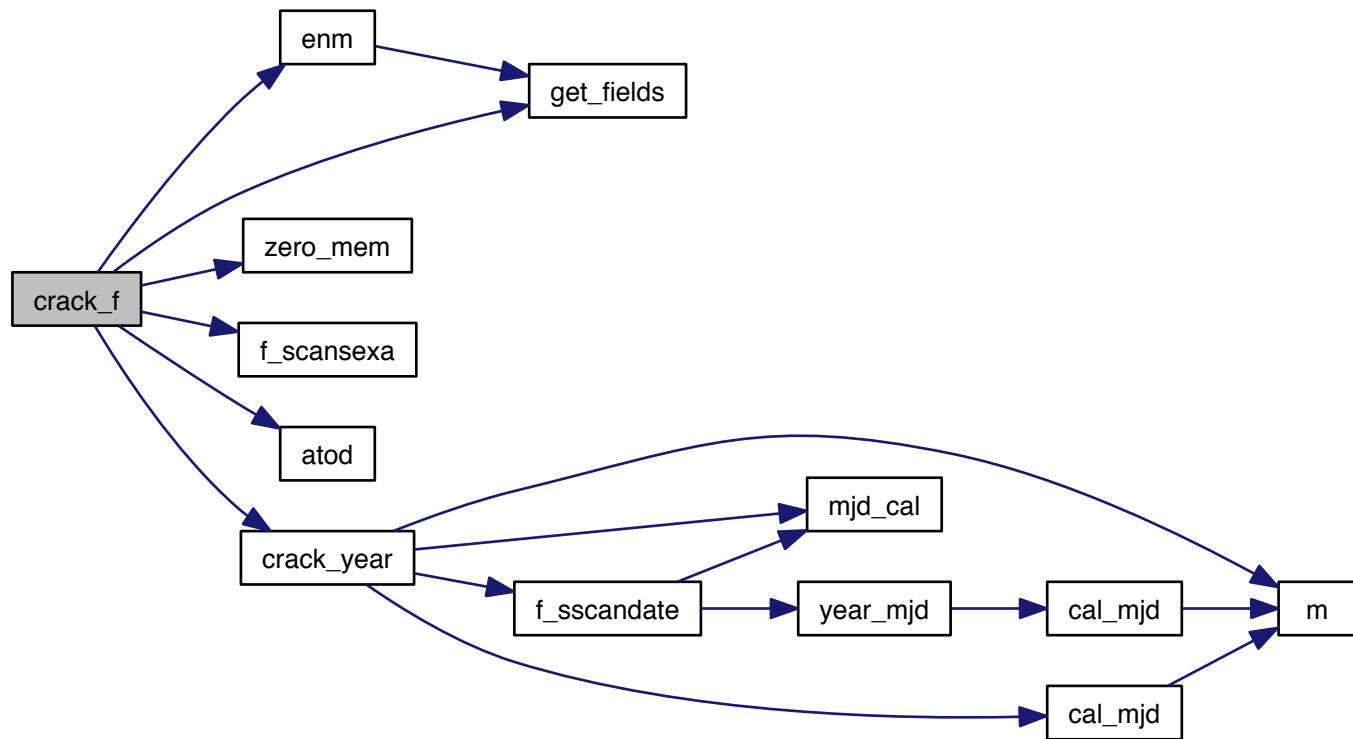 enm
get_fields
zero_mem
crack_f
f_scansexa
atod
mjd_cal
crack_year
f_sscandate
year_mjd
cal_mjd
m
cal_mjd